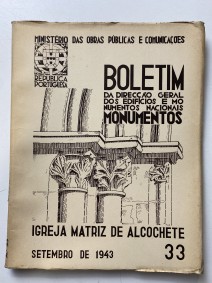 MINISTÉRIO DAS OBRAS PÚBLICAS E COMUNICAÇÕES
REPÚBLICA
PORTUGUESA
BOLETIM
DA DIRECÇÃO GERAL
DOS EDIFÍCIOS E MO
NUMENTOS NACIONAIS
MONUMENTOS
IGREJA MATRIZ DE ALCOCHETE
SETEMBRO DE 1943
33